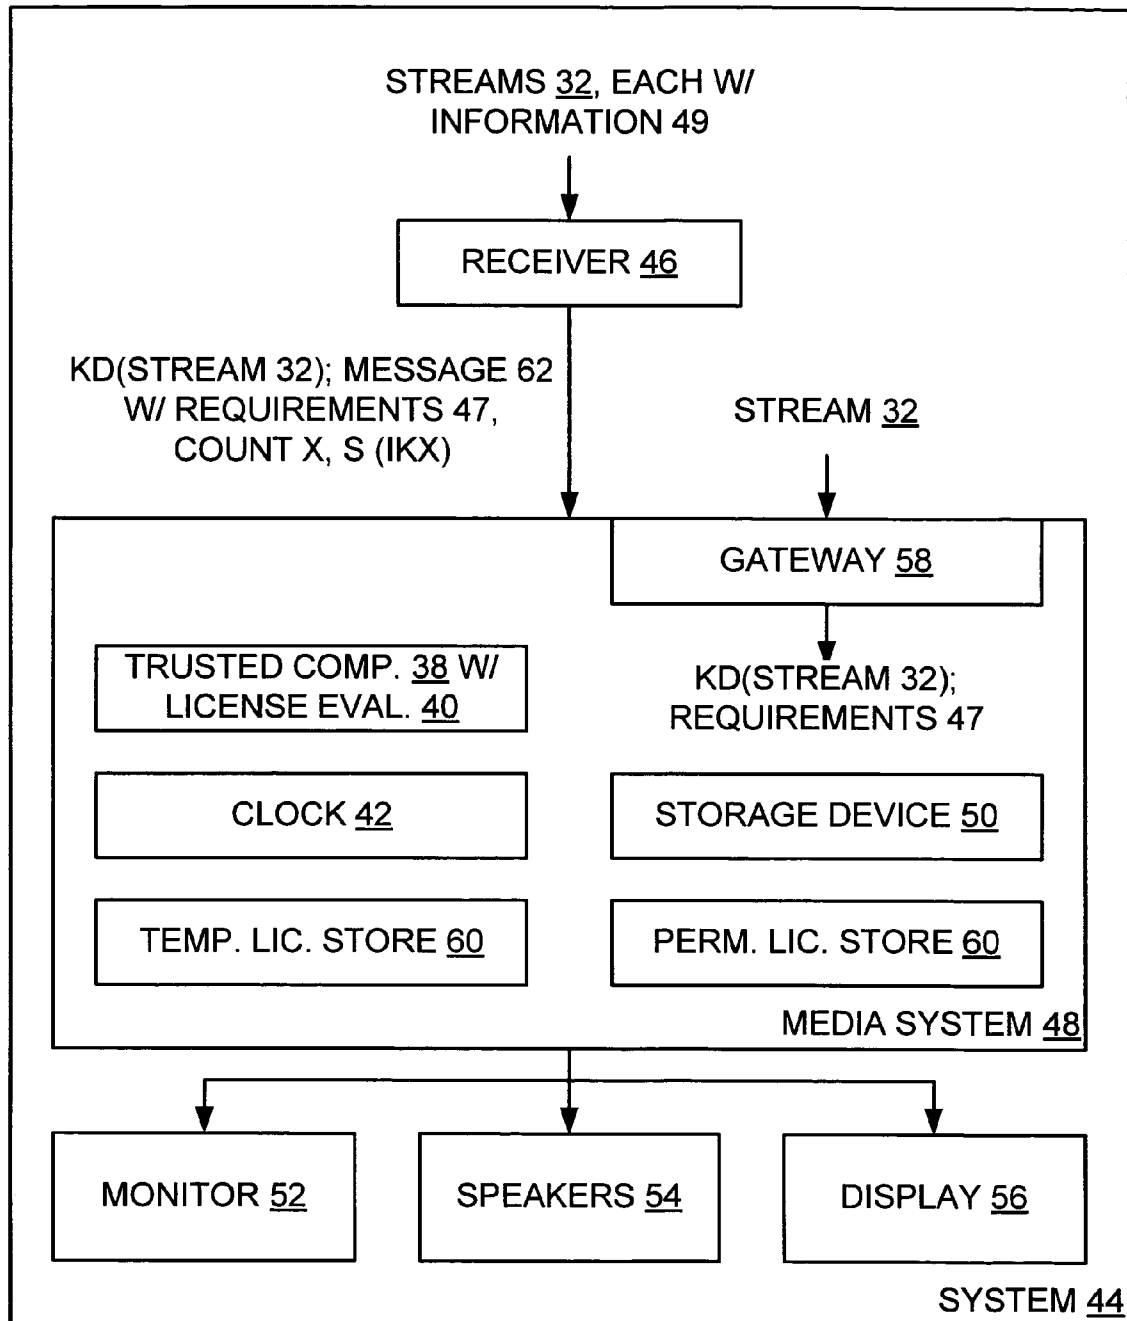 STREAMS 32, EACH W/
INFORMATION 49
RECEIVER 46
KD(STREAM 32); MESSAGE 62
W/ REQUIREMENTS 47,
COUNT X, S (IKX)
STREAM 32
GATEWAY 58
TRUSTED COMP. 38 W/
LICENSE EVAL. 40
KD(STREAM 32);
REQUIREMENTS 47
CLOCK 42
STORAGE DEVICE 50
TEMP. LIC. STORE 60
PERM. LIC. STORE 60
MEDIA SYSTEM 48
MONITOR 52
SPEAKERS 54
DISPLAY 56
SYSTEM 44